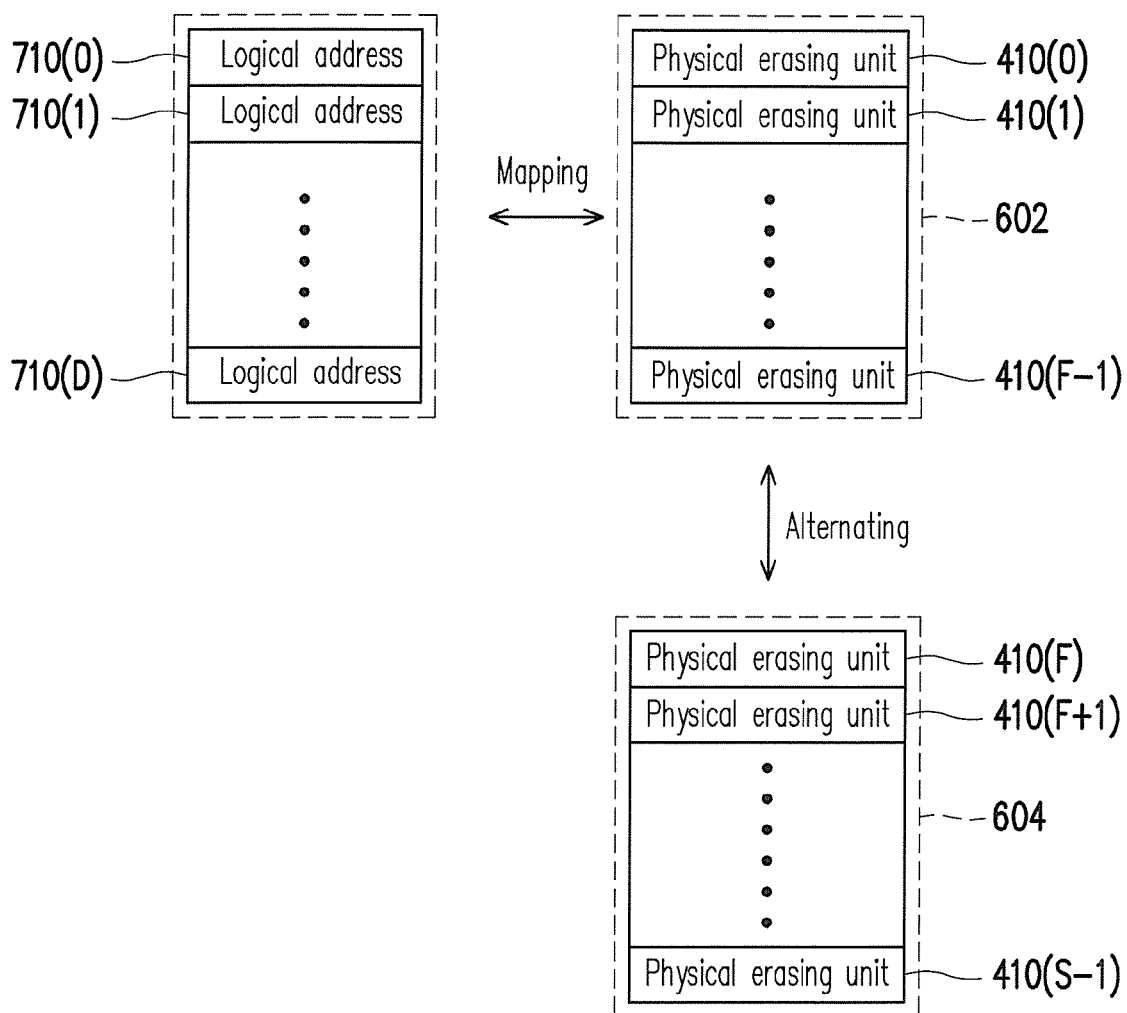 710(0) Logical address
710(1) Logical address
710(D) Logical address
Mapping
Physical erasing unit 410(0)
Physical erasing unit 410(1)
602
Physical erasing unit 410(F-1)
Alternating
Physical erasing unit 410(F)
Physical erasing unit 410(F+1)
604
Physical erasing unit 410(S-1)